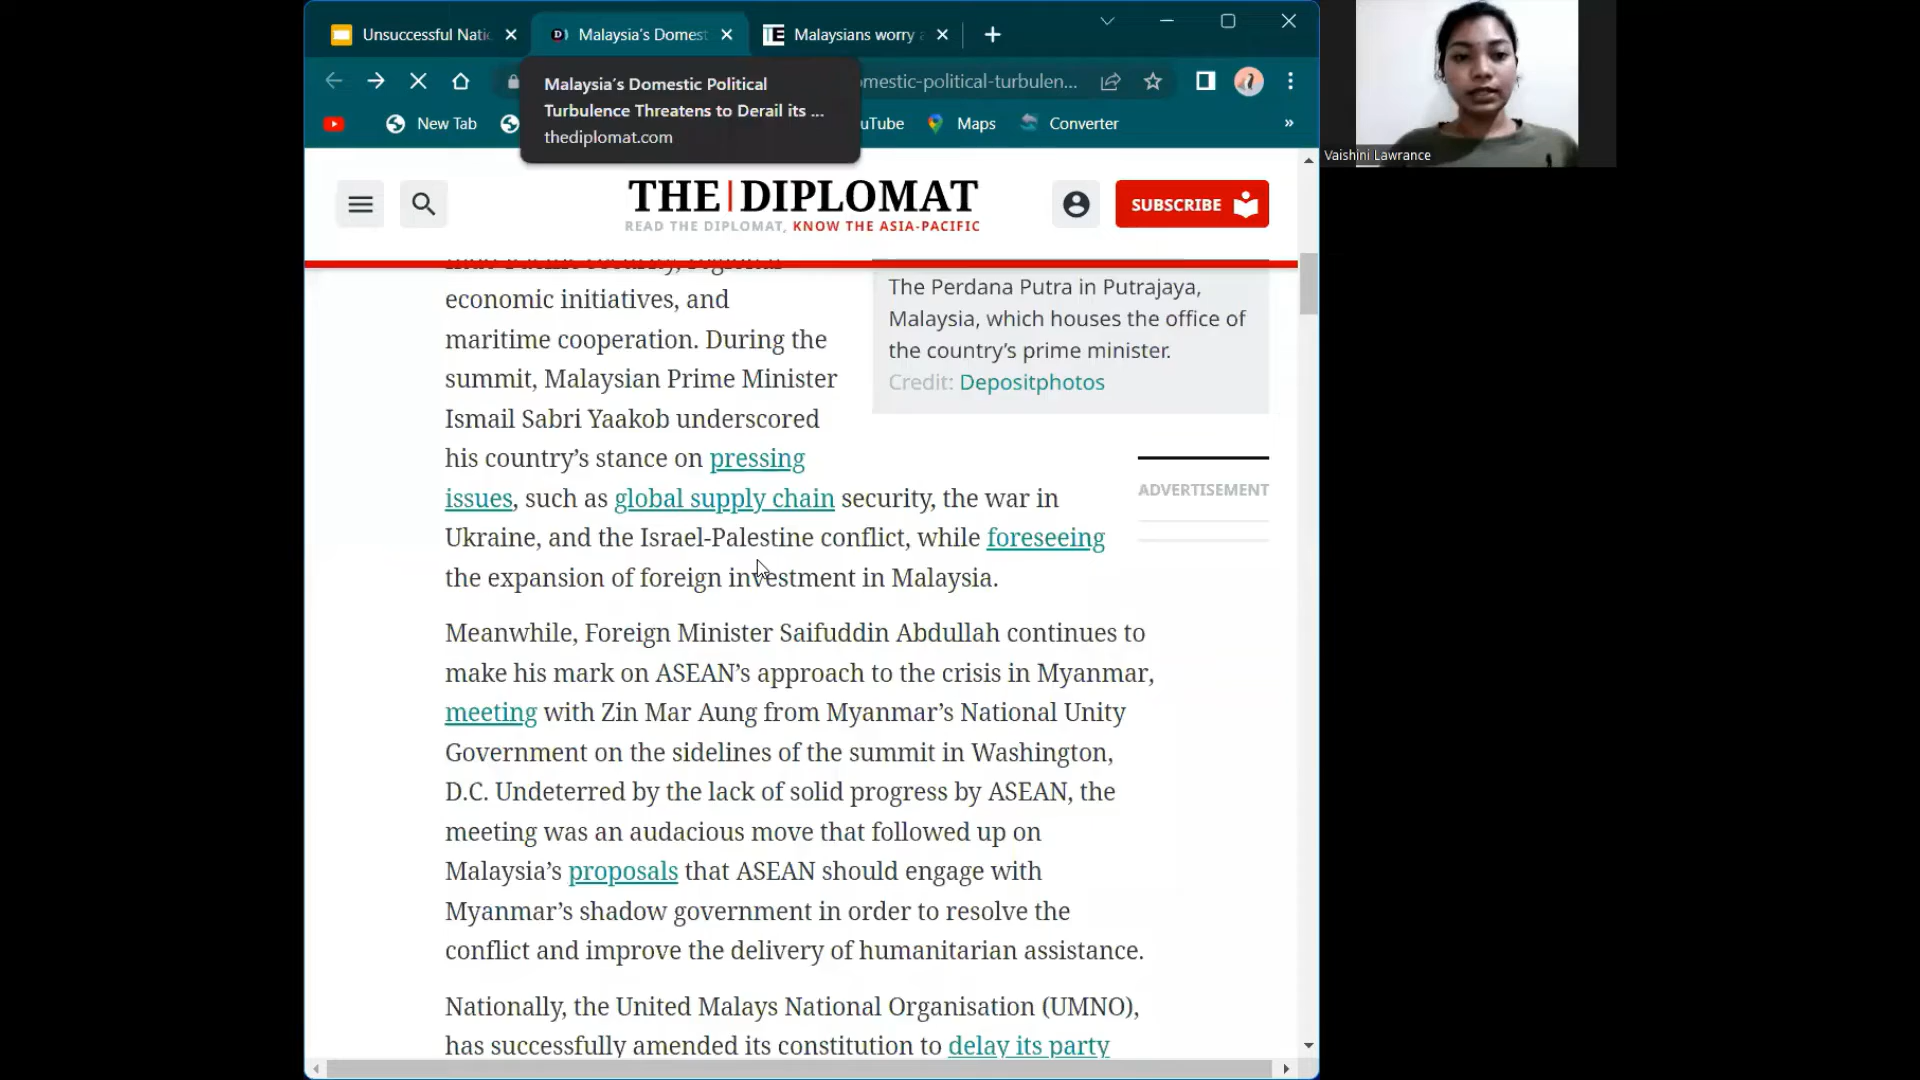 Unsuccessful Natio
Malaysia's Domest
Malaysians worry a
omestic-political-turbulen...
Malaysia's Domestic Political
Turbulence Threatens to Derail its ...
thediplomat.com
New Tab
uTube
Maps
Converter
»
Vaishini Lawrance
THE|DIPLOMAT
READ THE DIPLOMAT, KNOW THE ASIA-PACIFIC
SUBSCRIBE
economic initiatives, and
maritime cooperation. During the
summit, Malaysian Prime Minister
Ismail Sabri Yaakob underscored
his country's stance on pressing
issues, such as global supply chain security, the war in
Ukraine, and the Israel-Palestine conflict, while foreseeing
the expansion of foreign investment in Malaysia.
The Perdana Putra in Putrajaya,
Malaysia, which houses the office of
the country's prime minister.
Credit: Depositphotos
ADVERTISEMENT
Meanwhile, Foreign Minister Saifuddin Abdullah continues to
make his mark on ASEAN's approach to the crisis in Myanmar,
meeting with Zin Mar Aung from Myanmar's National Unity
Government on the sidelines of the summit in Washington,
D.C. Undeterred by the lack of solid progress by ASEAN, the
meeting was an audacious move that followed up on
Malaysia's proposals that ASEAN should engage with
Myanmar's shadow government in order to resolve the
conflict and improve the delivery of humanitarian assistance.
Nationally, the United Malays National Organisation (UMNO),
has successfully amended its constitution to delay its party